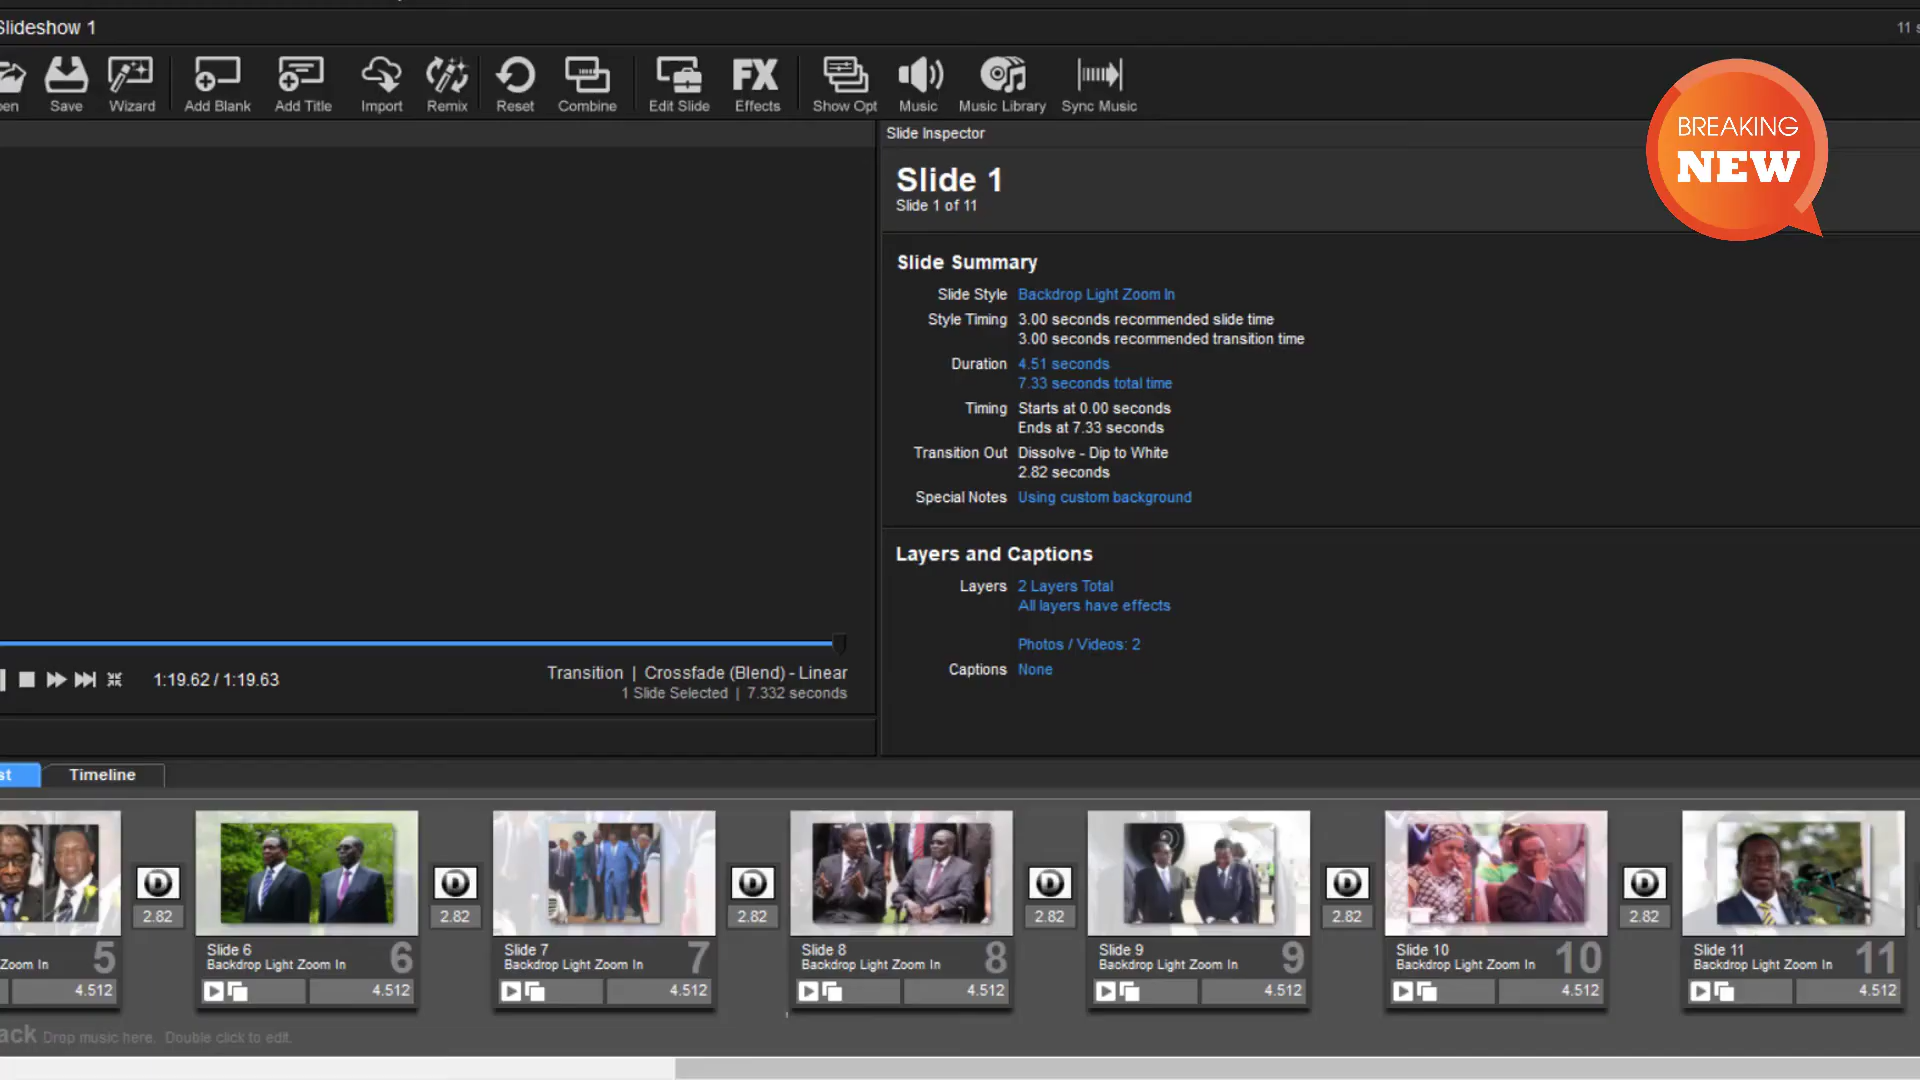 Slideshow 1
11 s
pen
Save
Wizard
Add Blank
Add Title
Import
Remix
Reset
Combine
Edit Slide
FX
Effects
Show Opt
Music
Music Library
Sync Music
BREAKING
NEW
Slide Inspector
Slide 1
Slide 1 of 11
Slide Summary
Slide Style Backdrop Light Zoom In
Style Timing 3.00 seconds recommended slide time
3.00 seconds recommended transition time
Duration 4.51 seconds
7.33 seconds total time
Timing Starts at 0.00 seconds
Ends at 7.33 seconds
Transition Out Dissolve - Dip to White
2.82 seconds
Special Notes Using custom background
Layers and Captions
Layers 2 Layers Total
All layers have effects
Photos / Videos: 2
Captions None
1:19.62 / 1:19.63
Transition | Crossfade (Blend) - Linear
1 Slide Selected | 7.332 seconds
st
Timeline
D
2.82
D
2.82
D
2.82
D
2.82
D
2.82
D
2.82
5
Zoom In
4.512
Slide 6
Backdrop Light Zoom In
6
4.512
Slide 7
Backdrop Light Zoom In
7
4.512
Slide 8
Backdrop Light Zoom In
8
4.512
Slide 9
Backdrop Light Zoom In
9
4.512
Slide 10
Backdrop Light Zoom In
10
4.512
Slide 11
Backdrop Light Zoom In
11
4.512
ack Drop music here. Double click to edit.